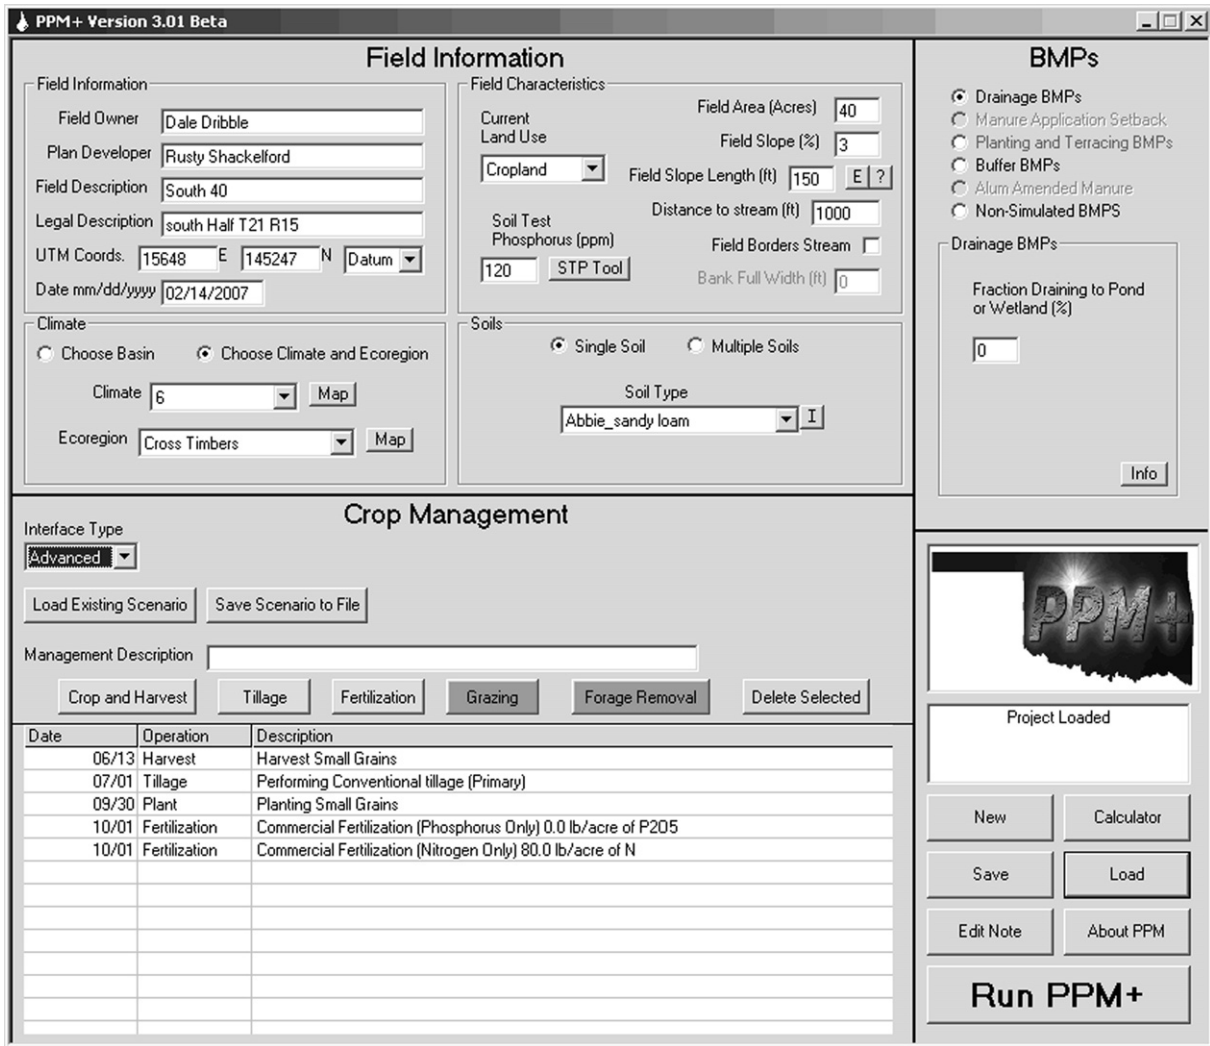 PPM+ Version 3.01 Beta
Field Information
Field Information
Field Owner Dale Dribble
Plan Developer Rusty Shackelford
Field Description South 40
Legal Description south Half T21 R15
UTM Coords. 15648 E 145247 N Datum
Date mm/dd/yyyy 02/14/2007
Field Characteristics
Current
Land Use
Cropland
Soil Test
Phosphorus (ppm)
120 STP Tool
Field Area (Acres) 40
Field Slope (%) 3
Field Slope Length (ft) 150 E ?
Distance to stream (ft) 1000
Field Borders Stream
Bank Full Width (ft) 0
Climate
Choose Basin Choose Climate and Ecoregion
Climate 6 Map
Ecoregion Cross Timbers Map
Soils
Single Soil Multiple Soils
Soil Type
Abbie_sandy loam I
BMPs
Drainage BMPs
Manure Application Setback
Planting and Terracing BMPs
Buffer BMPs
Alum Amended Manure
Non-Simulated BMPS
Drainage BMPs
Fraction Draining to Pond
or Wetland (%)
0
Info
Crop Management
Interface Type
Advanced
Load Existing Scenario Save Scenario to File
Management Description
Crop and Harvest Tillage Fertilization Grazing Forage Removal Delete Selected
Date Operation Description
06/13 Harvest Harvest Small Grains
07/01 Tillage Performing Conventional tillage (Primary)
09/30 Plant Planting Small Grains
10/01 Fertilization Commercial Fertilization (Phosphorus Only) 0.0 lb/acre of P2O5
10/01 Fertilization Commercial Fertilization (Nitrogen Only) 80.0 lb/acre of N
PPM+
Project Loaded
New Calculator
Save Load
Edit Note About PPM
Run PPM+